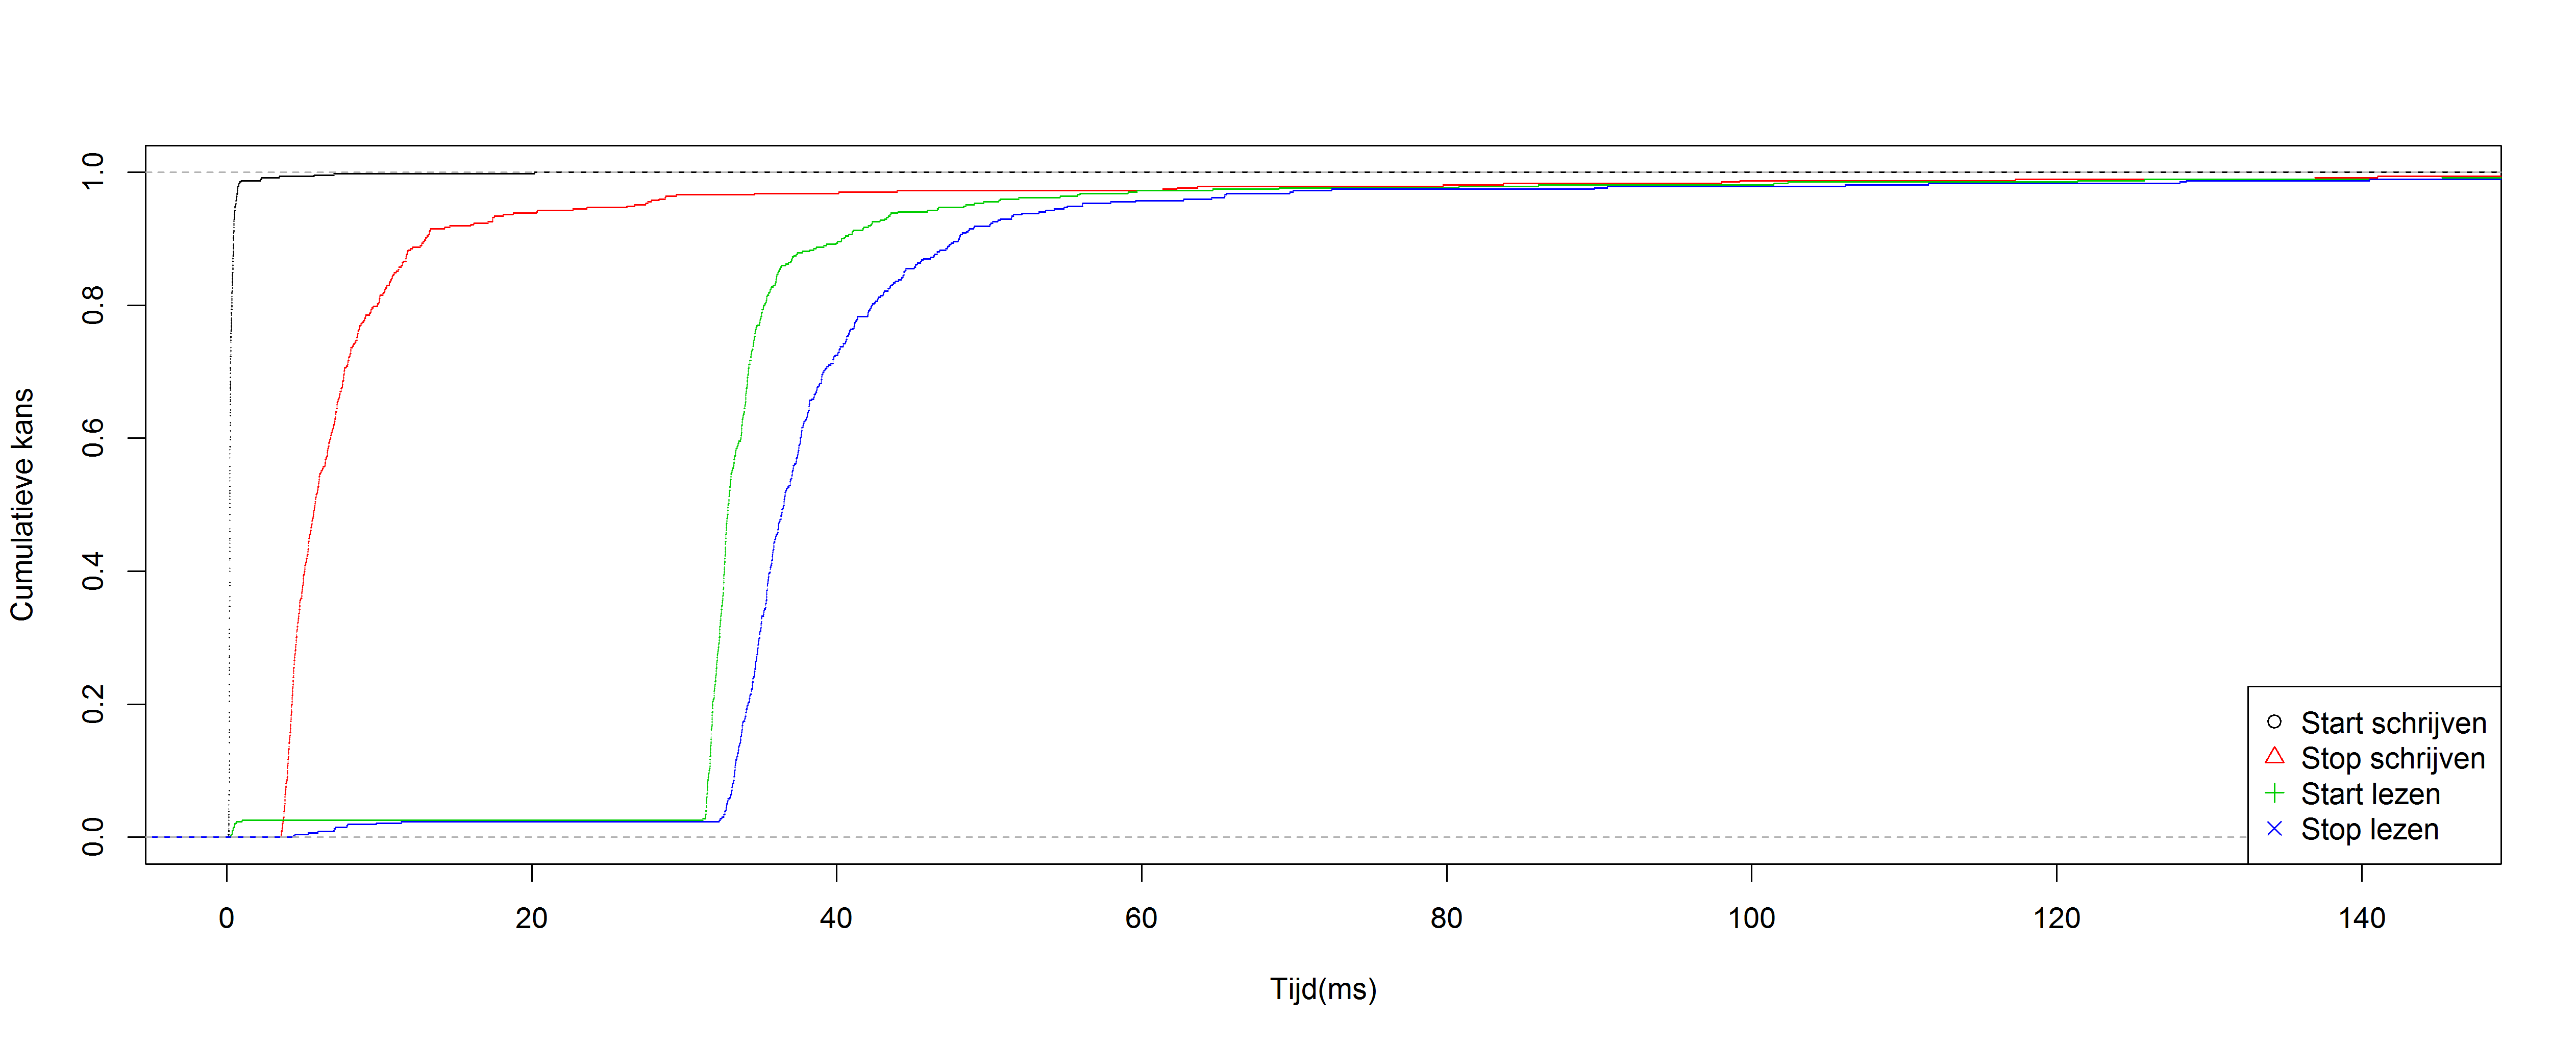 Cumulatieve kans
1.0
0.8
0.6
0.4
0.2
0.0
0 20 40 60 80 100 120 140
Tijd(ms)
Start schrijven
Stop schrijven
Start lezen
Stop lezen